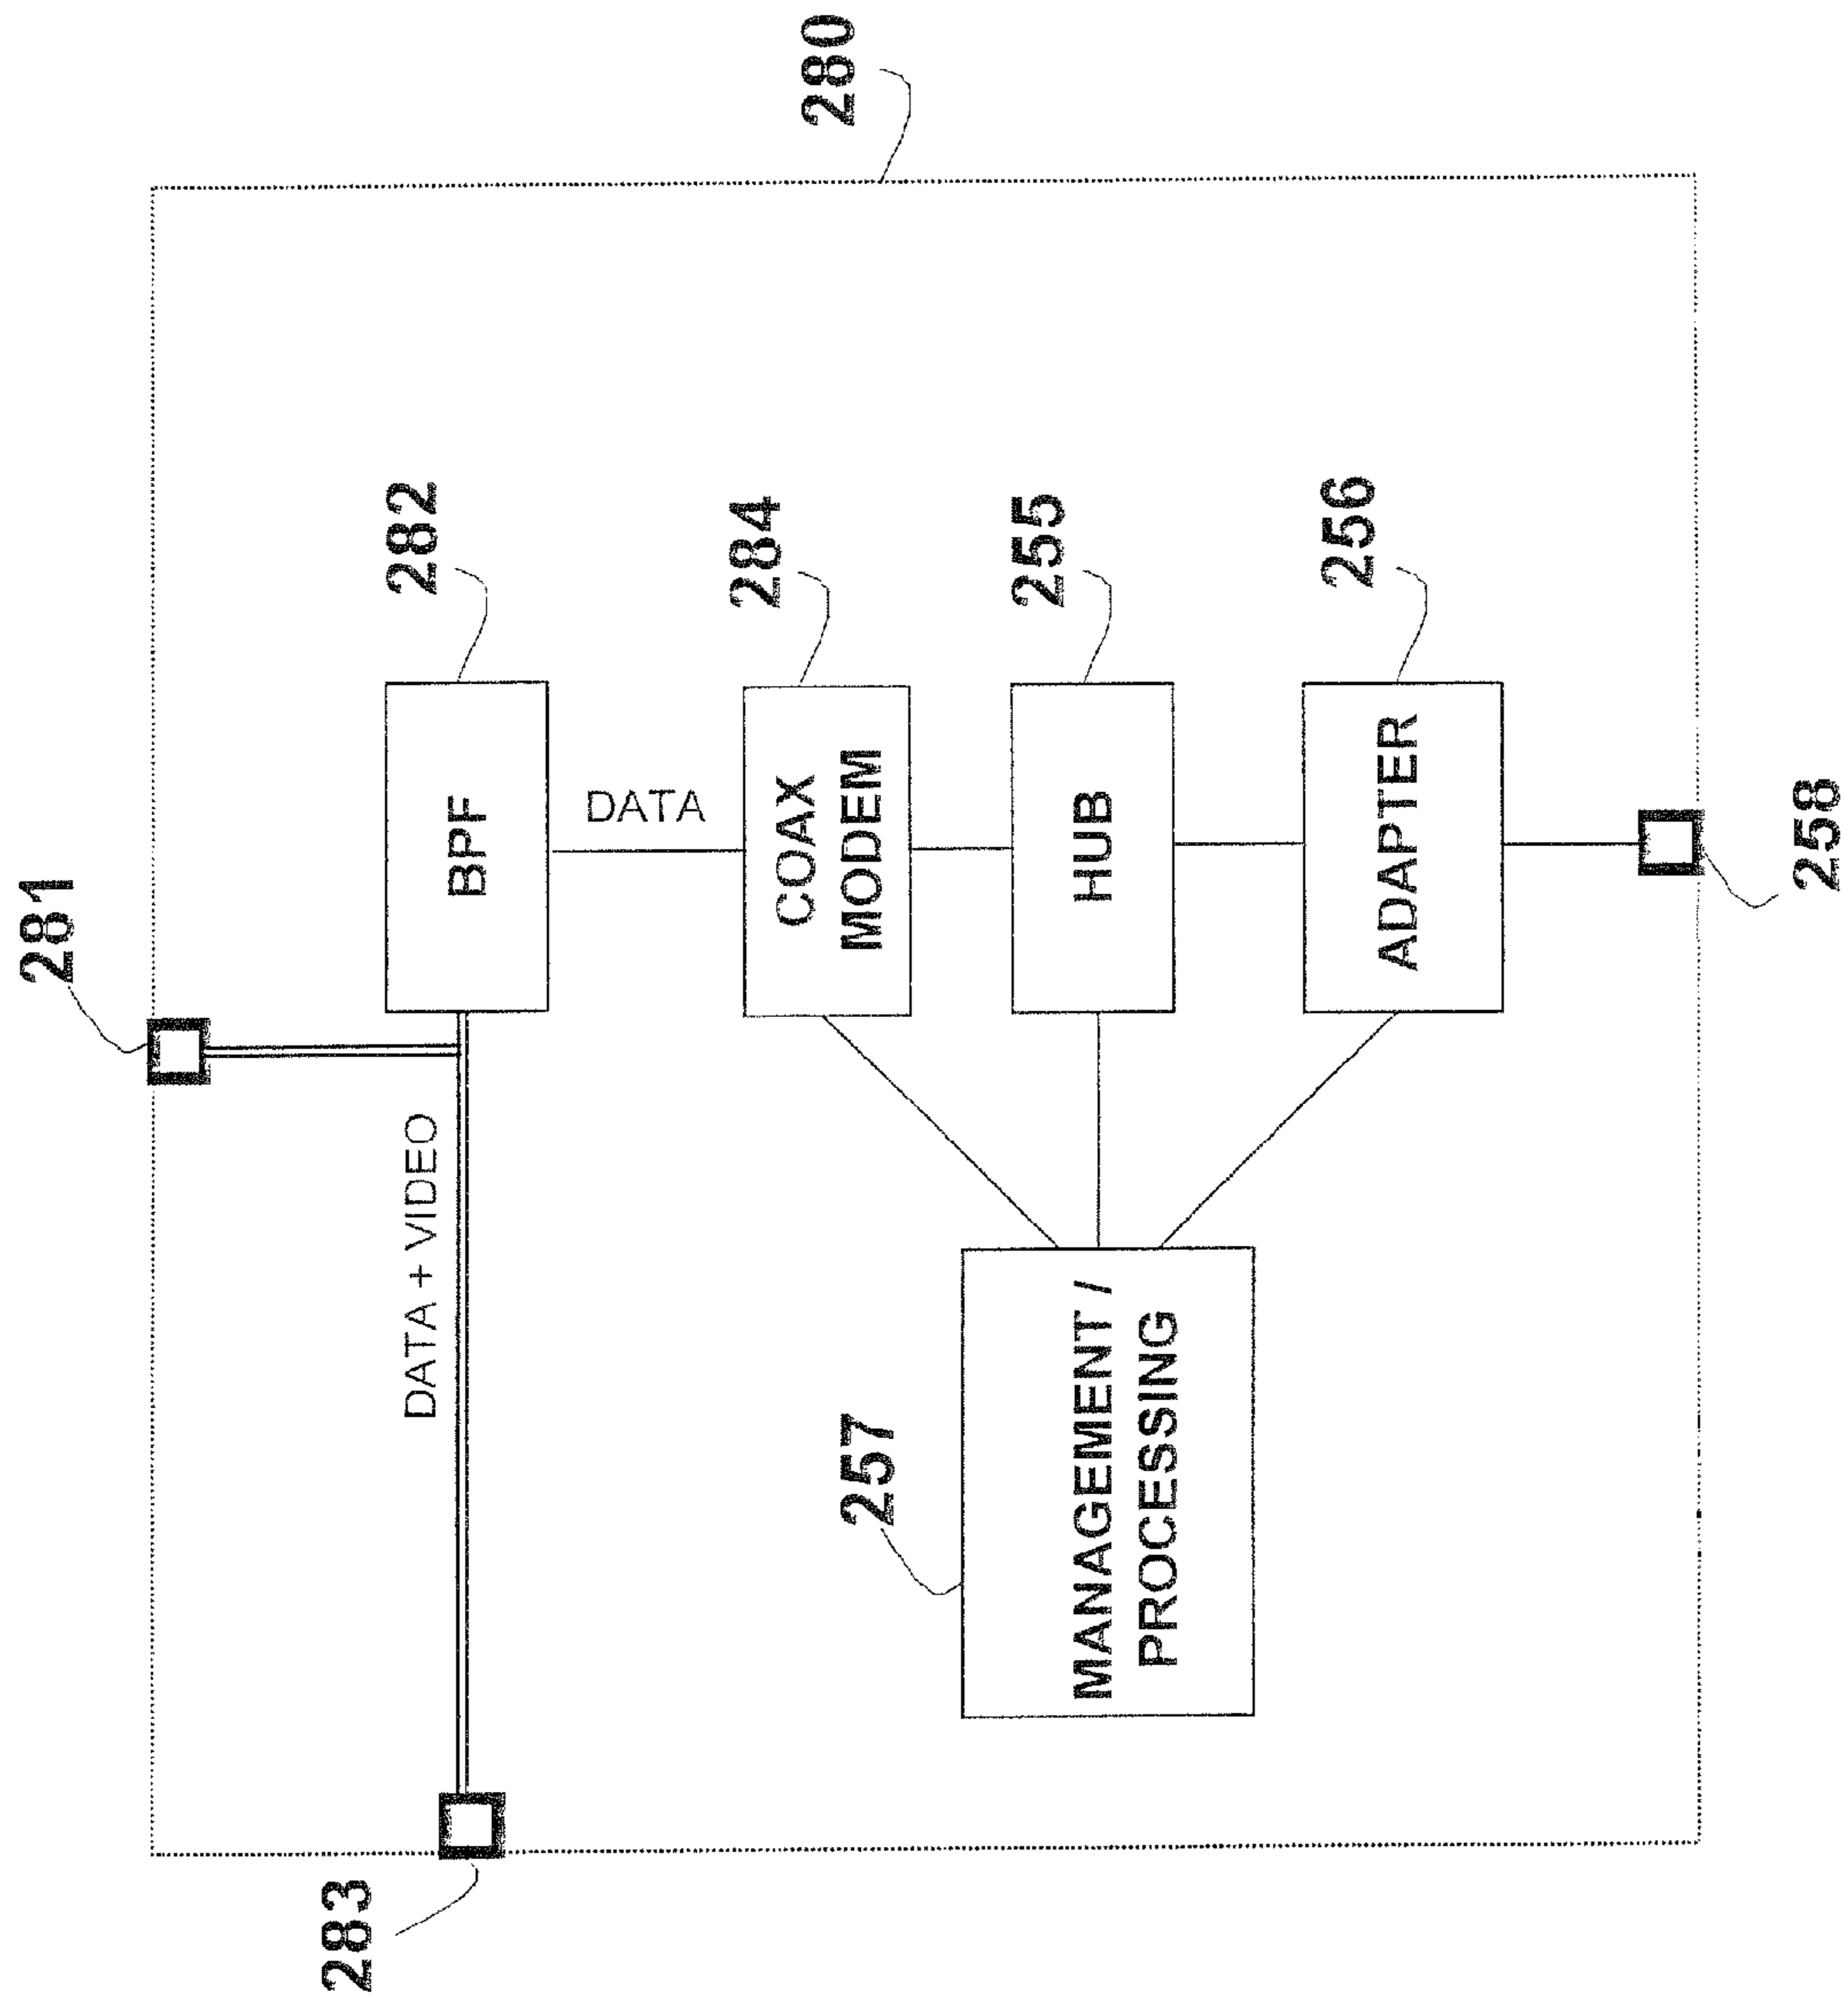 283
281
DATA + VIDEO
BPF
282
DATA
257
COAX
MODEM
284
280
MANAGEMENT /
PROCESSING
HUB
255
ADAPTER
256
258